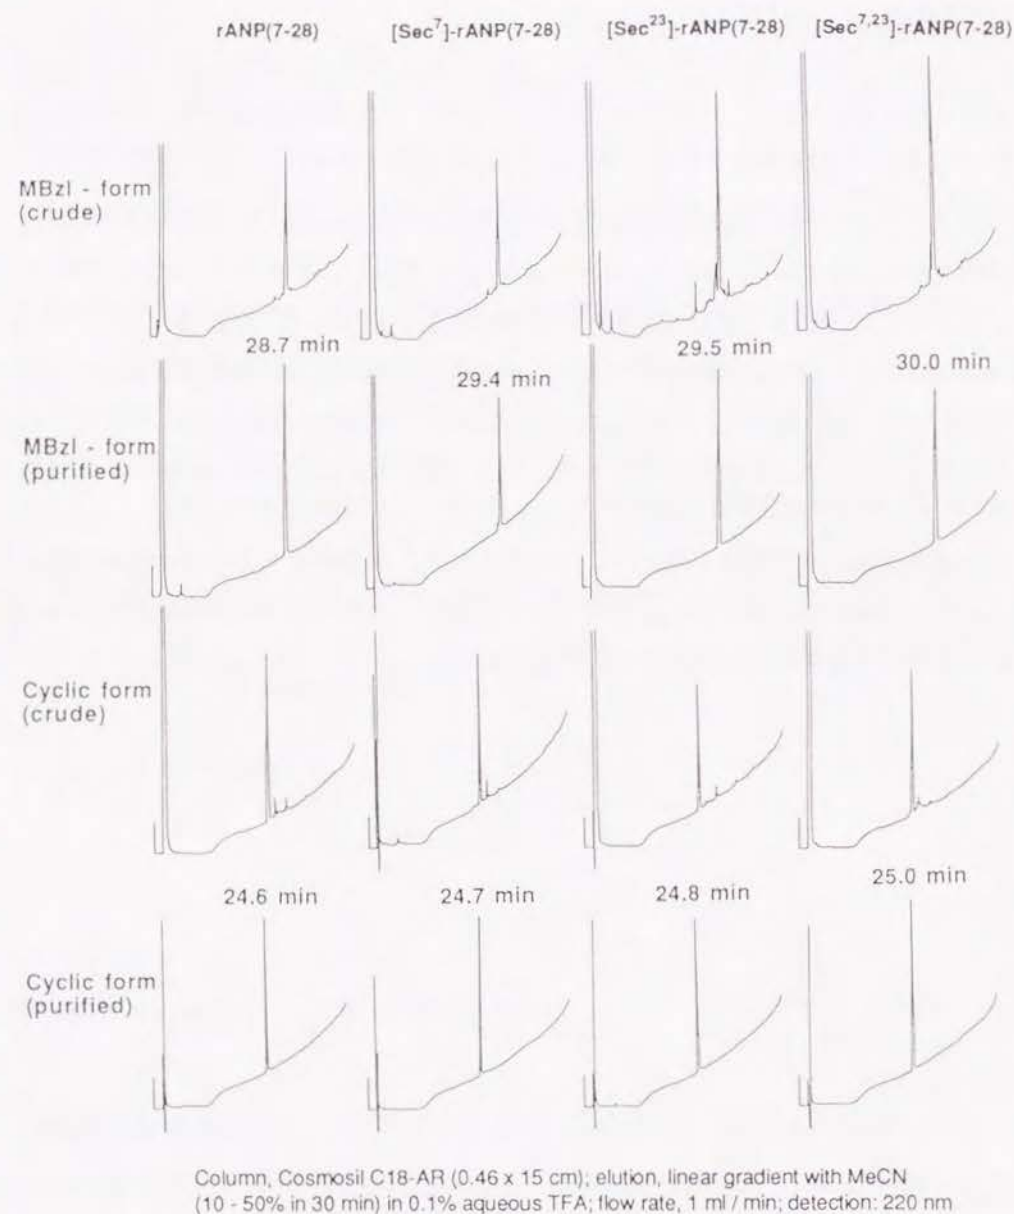 rANP(7-28) [Sec⁷]-rANP(7-28) [Sec²³]-rANP(7-28) [Sec⁷,²³]-rANP(7-28)
MBzl - form
(crude)
28.7 min 29.4 min 29.5 min 30.0 min
MBzl - form
(purified)
Cyclic form
(crude)
24.6 min 24.7 min 24.8 min 25.0 min
Cyclic form
(purified)
Column, Cosmosil C18-AR (0.46 x 15 cm); elution, linear gradient with MeCN
(10 - 50% in 30 min) in 0.1% aqueous TFA; flow rate, 1 ml / min; detection: 220 nm